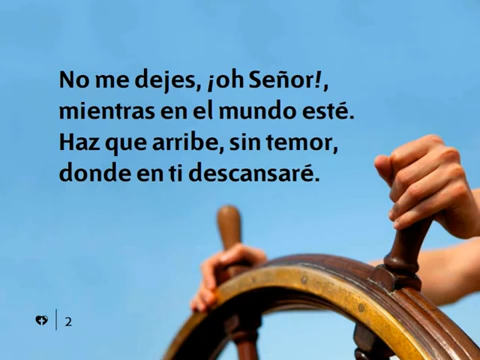 No me dejes, ¡oh Señor!,
mientras en el mundo esté.
Haz que arribe, sin temor,
donde en ti descansaré.
2